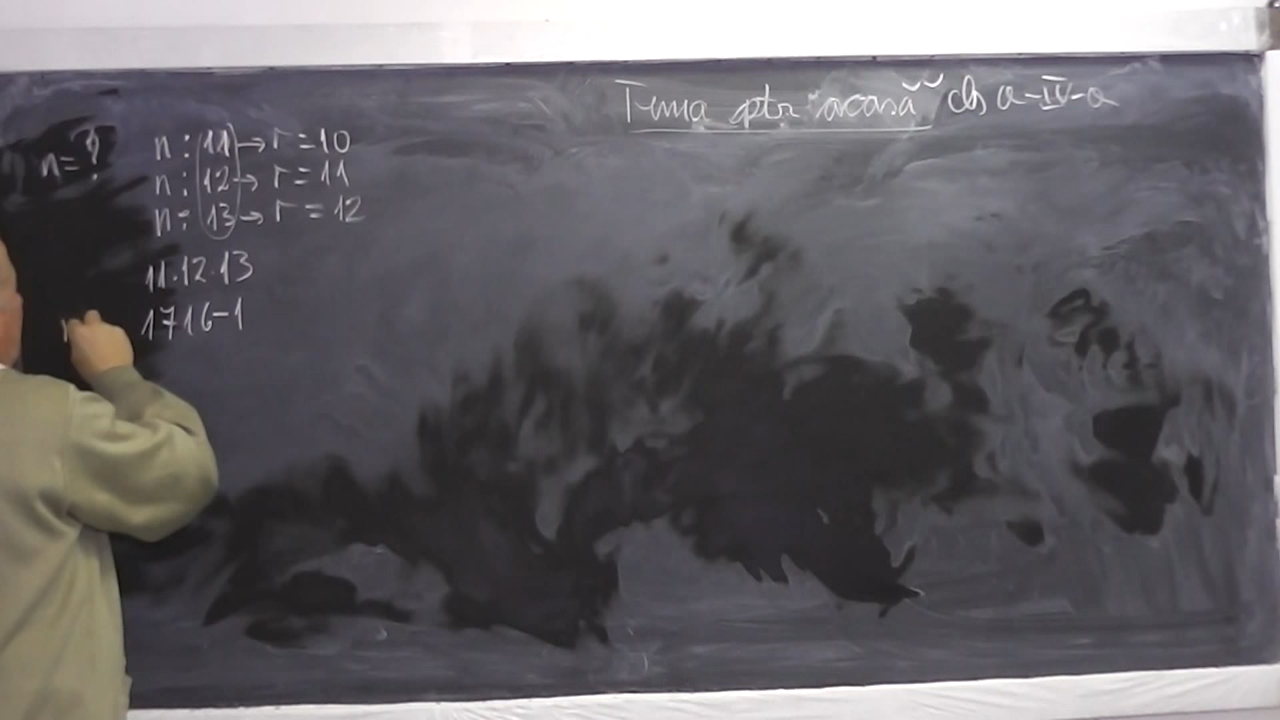 Tema ptr acasă cls a-IV-a
n=?
n : 11 → r = 10
n : 12 → r = 11
n : 13 → r = 12
11·12·13
1716-1